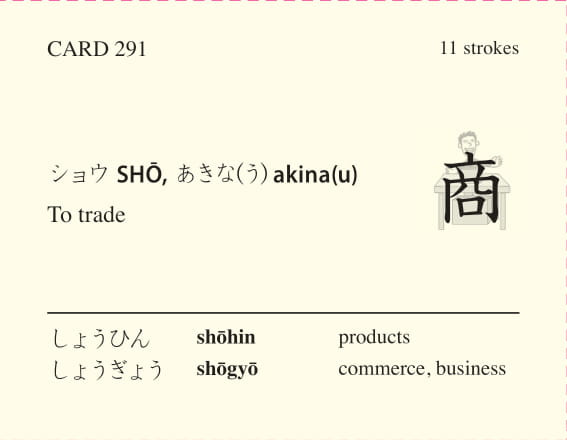 CARD 291
11 strokes
ショウ SHŌ, あきな(う) akina(u)
To trade
商
しょうひん shōhin products
しょうぎょう shōgyō commerce, business